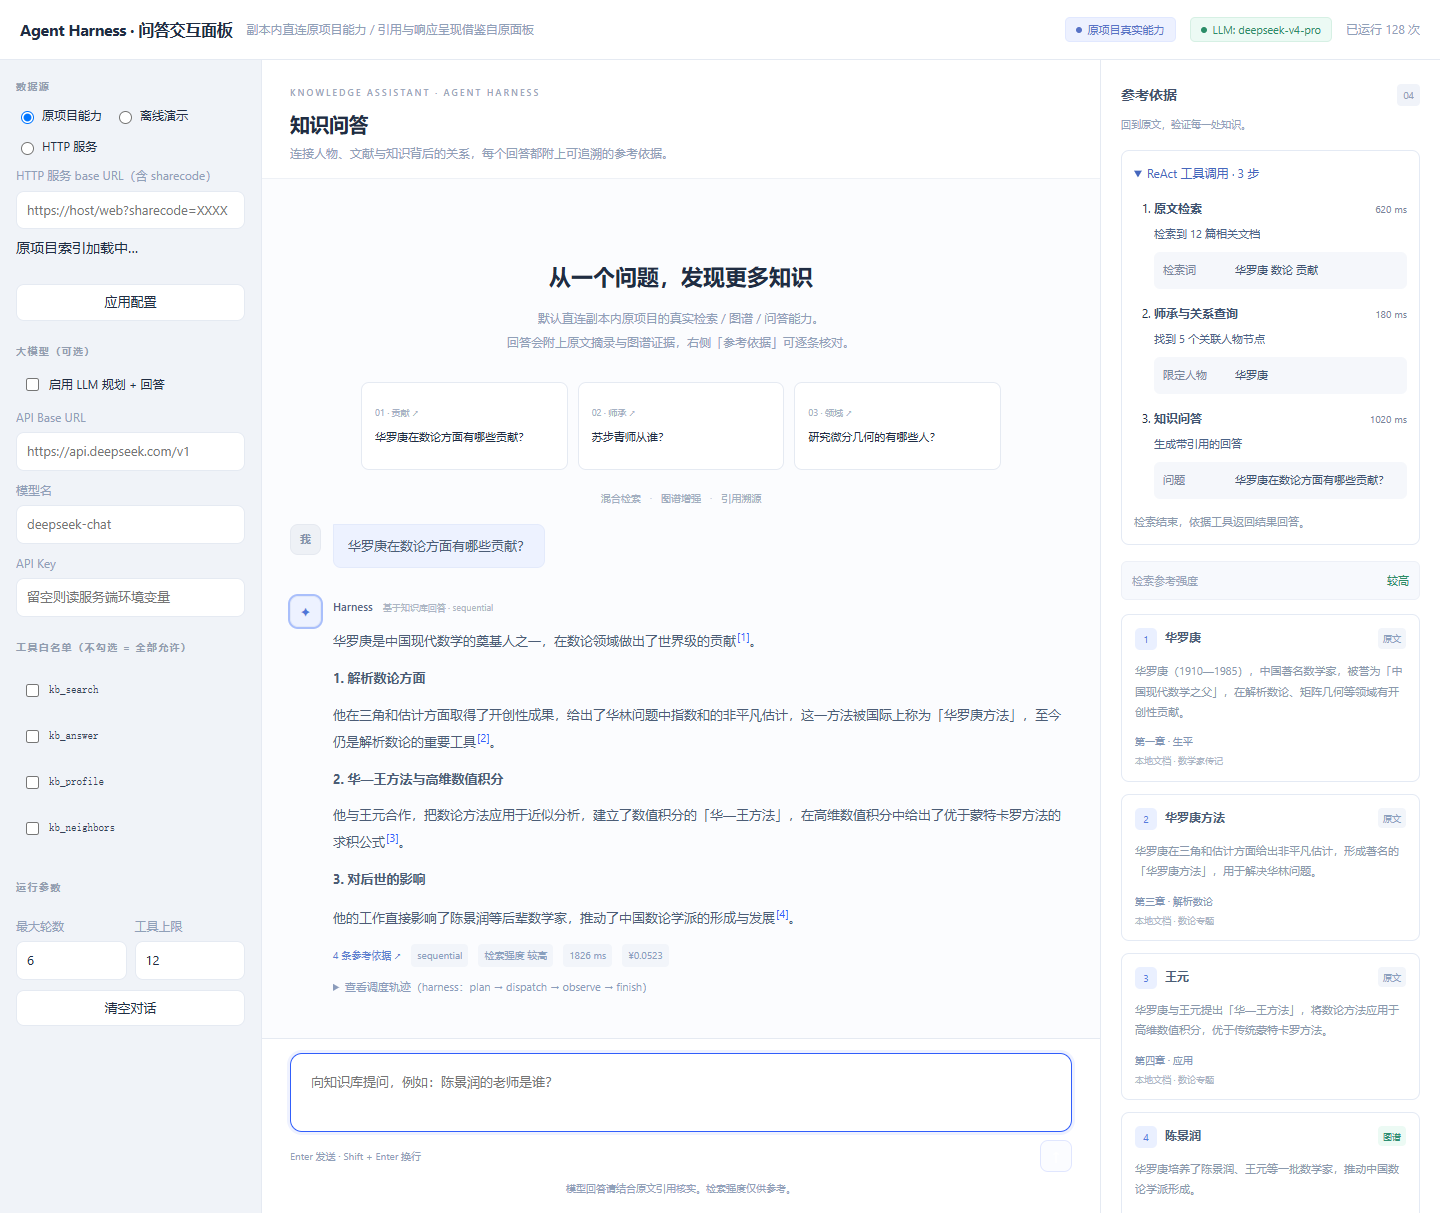 Agent Harness · 问答交互面板
副本内直连原项目能力 / 引用与响应呈现借鉴自原面板
原项目真实能力
LLM: deepseek-v4-pro
已运行 128 次
数据源
原项目能力
离线演示
HTTP 服务
HTTP 服务 base URL（含 sharecode）
https://host/web?sharecode=XXXX
原项目索引加载中...
应用配置
大模型（可选）
启用 LLM 规划 + 回答
API Base URL
https://api.deepseek.com/v1
模型名
deepseek-chat
API Key
留空则读服务端环境变量
工具白名单（不勾选 = 全部允许）
kb_search
kb_answer
kb_profile
kb_neighbors
运行参数
最大轮数
工具上限
6
12
清空对话
KNOWLEDGE ASSISTANT · AGENT HARNESS
知识问答
连接人物、文献与知识背后的关系，每个回答都附上可追溯的参考依据。
从一个问题，发现更多知识
默认直连副本内原项目的真实检索 / 图谱 / 问答能力。
回答会附上原文摘录与图谱证据，右侧「参考依据」可逐条核对。
01 · 贡献 ↗
华罗庚在数论方面有哪些贡献？
02 · 师承 ↗
苏步青师从谁？
03 · 领域 ↗
研究微分几何的有哪些人？
混合检索 · 图谱增强 · 引用溯源
我
华罗庚在数论方面有哪些贡献？
Harness 基于知识库回答 · sequential
华罗庚是中国现代数学的奠基人之一，在数论领域做出了世界级的贡献[1]。
1. 解析数论方面
他在三角和估计方面取得了开创性成果，给出了华林问题中指数和的非平凡估计，这一方法被国际上称为「华罗庚方法」，至今
仍是解析数论的重要工具[2]。
2. 华—王方法与高维数值积分
他与王元合作，把数论方法应用于近似分析，建立了数值积分的「华—王方法」，在高维数值积分中给出了优于蒙特卡罗方法的
求积公式[3]。
3. 对后世的影响
他的工作直接影响了陈景润等后辈数学家，推动了中国数论学派的形成与发展[4]。
4 条参考依据 ↗
sequential
检索强度 较高
1826 ms
¥0.0523
▶ 查看调度轨迹（harness：plan → dispatch → observe → finish）
向知识库提问，例如：陈景润的老师是谁？
Enter 发送 · Shift + Enter 换行
模型回答请结合原文引用核实。检索强度仅供参考。
参考依据
04
回到原文，验证每一处知识。
▼ ReAct 工具调用 · 3 步
1. 原文检索
620 ms
检索到 12 篇相关文档
检索词
华罗庚 数论 贡献
2. 师承与关系查询
180 ms
找到 5 个关联人物节点
限定人物
华罗庚
3. 知识问答
1020 ms
生成带引用的回答
问题
华罗庚在数论方面有哪些贡献？
检索结束，依据工具返回结果回答。
检索参考强度
较高
1
华罗庚
原文
华罗庚（1910—1985），中国著名数学家，被誉为「中
国现代数学之父」，在解析数论、矩阵几何等领域有开
创性贡献。
第一章 · 生平
本地文档 · 数学家传记
2
华罗庚方法
原文
华罗庚在三角和估计方面给出非平凡估计，形成著名的
「华罗庚方法」，用于解决华林问题。
第三章 · 解析数论
本地文档 · 数论专题
3
王元
原文
华罗庚与王元提出「华—王方法」，将数论方法应用于
高维数值积分，优于传统蒙特卡罗方法。
第四章 · 应用
本地文档 · 数论专题
4
陈景润
图谱
华罗庚培养了陈景润、王元等一批数学家，推动中国数
论学派形成。